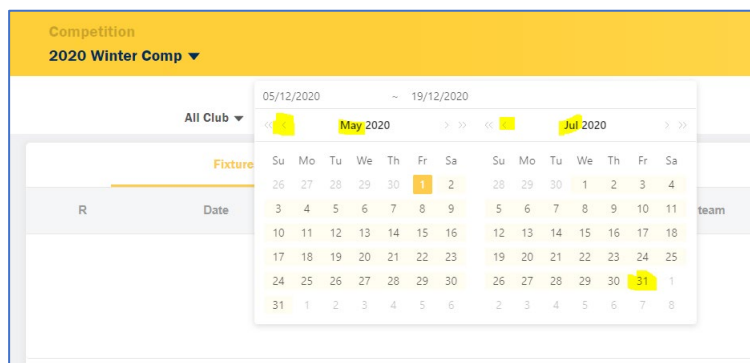 Competition
2020 Winter Comp
05/12/2020 ~ 19/12/2020
All Club
« < May 2020 > » « < Jul 2020 > »
Fixture
Su Mo Tu We Th Fr Sa Su Mo Tu We Th Fr Sa
26 27 28 29 30 1 2 28 29 30 1 2 3 4
R Date 3 4 5 6 7 8 9 5 6 7 8 9 10 11 team
10 11 12 13 14 15 16 12 13 14 15 16 17 18
17 18 19 20 21 22 23 19 20 21 22 23 24 25
24 25 26 27 28 29 30 26 27 28 29 30 31 1
31 1 2 3 4 5 6 2 3 4 5 6 7 8